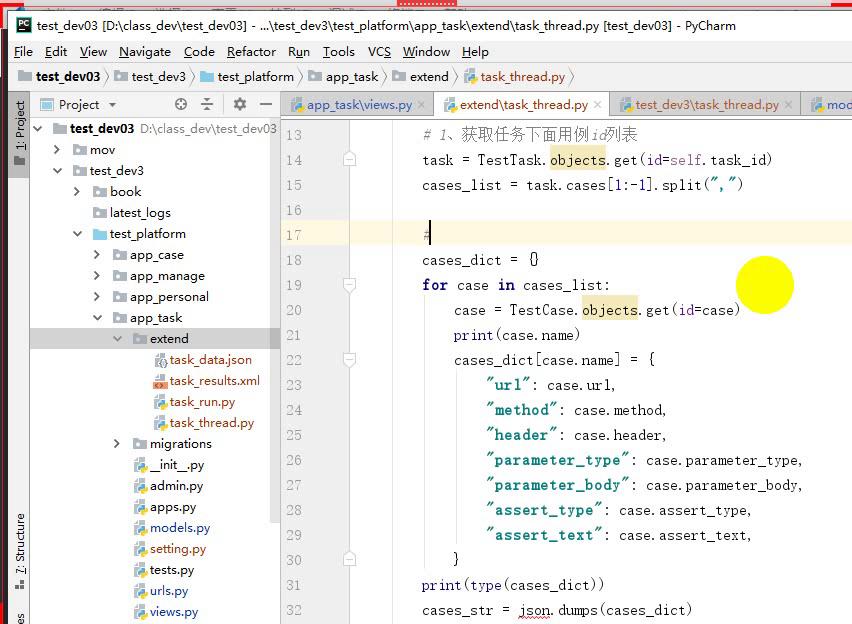 test_dev03 [D:\class_dev\test_dev03] - ...\test_dev3\test_platform\app_task\extend\task_thread.py [test_dev03] - PyCharm
File Edit View Navigate Code Refactor Run Tools VCS Window Help
test_dev03 test_dev3 test_platform app_task extend task_thread.py
1: Project
Project
app_task\views.py extend\task_thread.py test_dev3\task_thread.py mod
test_dev03 D:\class_dev\test_dev03
mov
test_dev3
book
latest_logs
test_platform
app_case
app_manage
app_personal
app_task
extend
task_data.json
task_results.xml
task_run.py
task_thread.py
migrations
__init__.py
admin.py
apps.py
models.py
setting.py
tests.py
urls.py
views.py
7: Structure
13 # 1、获取任务下面用例id列表
14 task = TestTask.objects.get(id=self.task_id)
15 cases_list = task.cases[1:-1].split(",")
16
17 #
18 cases_dict = {}
19 for case in cases_list:
20 case = TestCase.objects.get(id=case)
21 print(case.name)
22 cases_dict[case.name] = {
23 "url": case.url,
24 "method": case.method,
25 "header": case.header,
26 "parameter_type": case.parameter_type,
27 "parameter_body": case.parameter_body,
28 "assert_type": case.assert_type,
29 "assert_text": case.assert_text,
30 }
31 print(type(cases_dict))
32 cases_str = json.dumps(cases_dict)